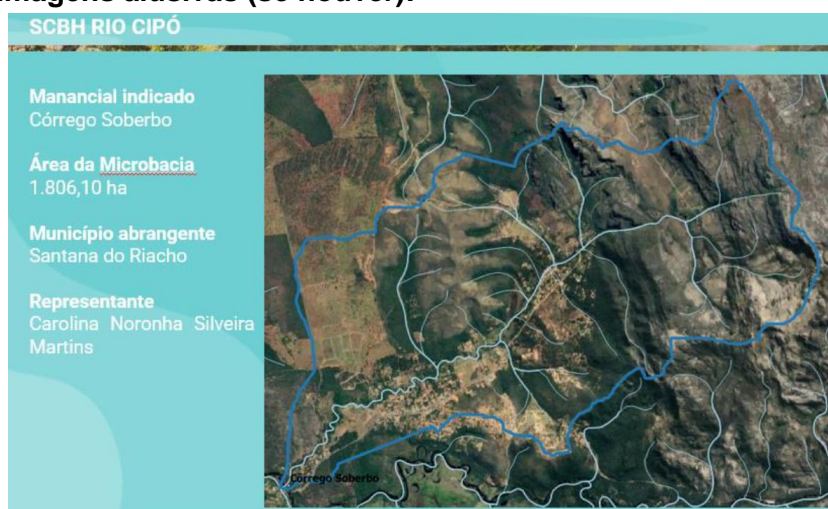 SCBH RIO CIPÓ
Manancial indicado
Córrego Soberbo
Área da Microbacia
1.806,10 ha
Município abrangente
Santana do Riacho
Representante
Carolina Noronha Silveira
Martins
Córrego Soberbo